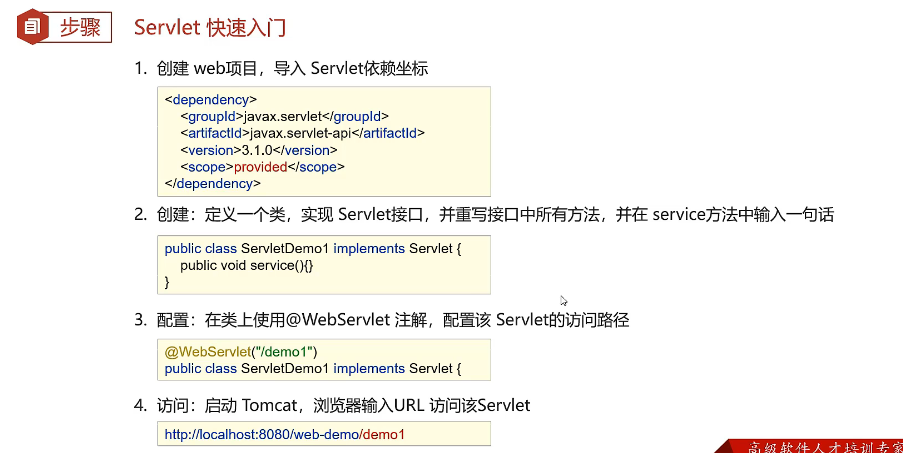 步骤
Servlet 快速入门
1. 创建 web项目，导入 Servlet依赖坐标
<dependency>
<groupId>javax.servlet</groupId>
<artifactId>javax.servlet-api</artifactId>
<version>3.1.0</version>
<scope>provided</scope>
</dependency>
2. 创建：定义一个类，实现 Servlet接口，并重写接口中所有方法，并在 service方法中输入一句话
public class ServletDemo1 implements Servlet {
public void service(){}
}
3. 配置：在类上使用@WebServlet 注解，配置该 Servlet的访问路径
@WebServlet("/demo1")
public class ServletDemo1 implements Servlet {
4. 访问：启动 Tomcat，浏览器输入URL 访问该Servlet
http://localhost:8080/web-demo/demo1
高级软件人才培训专家